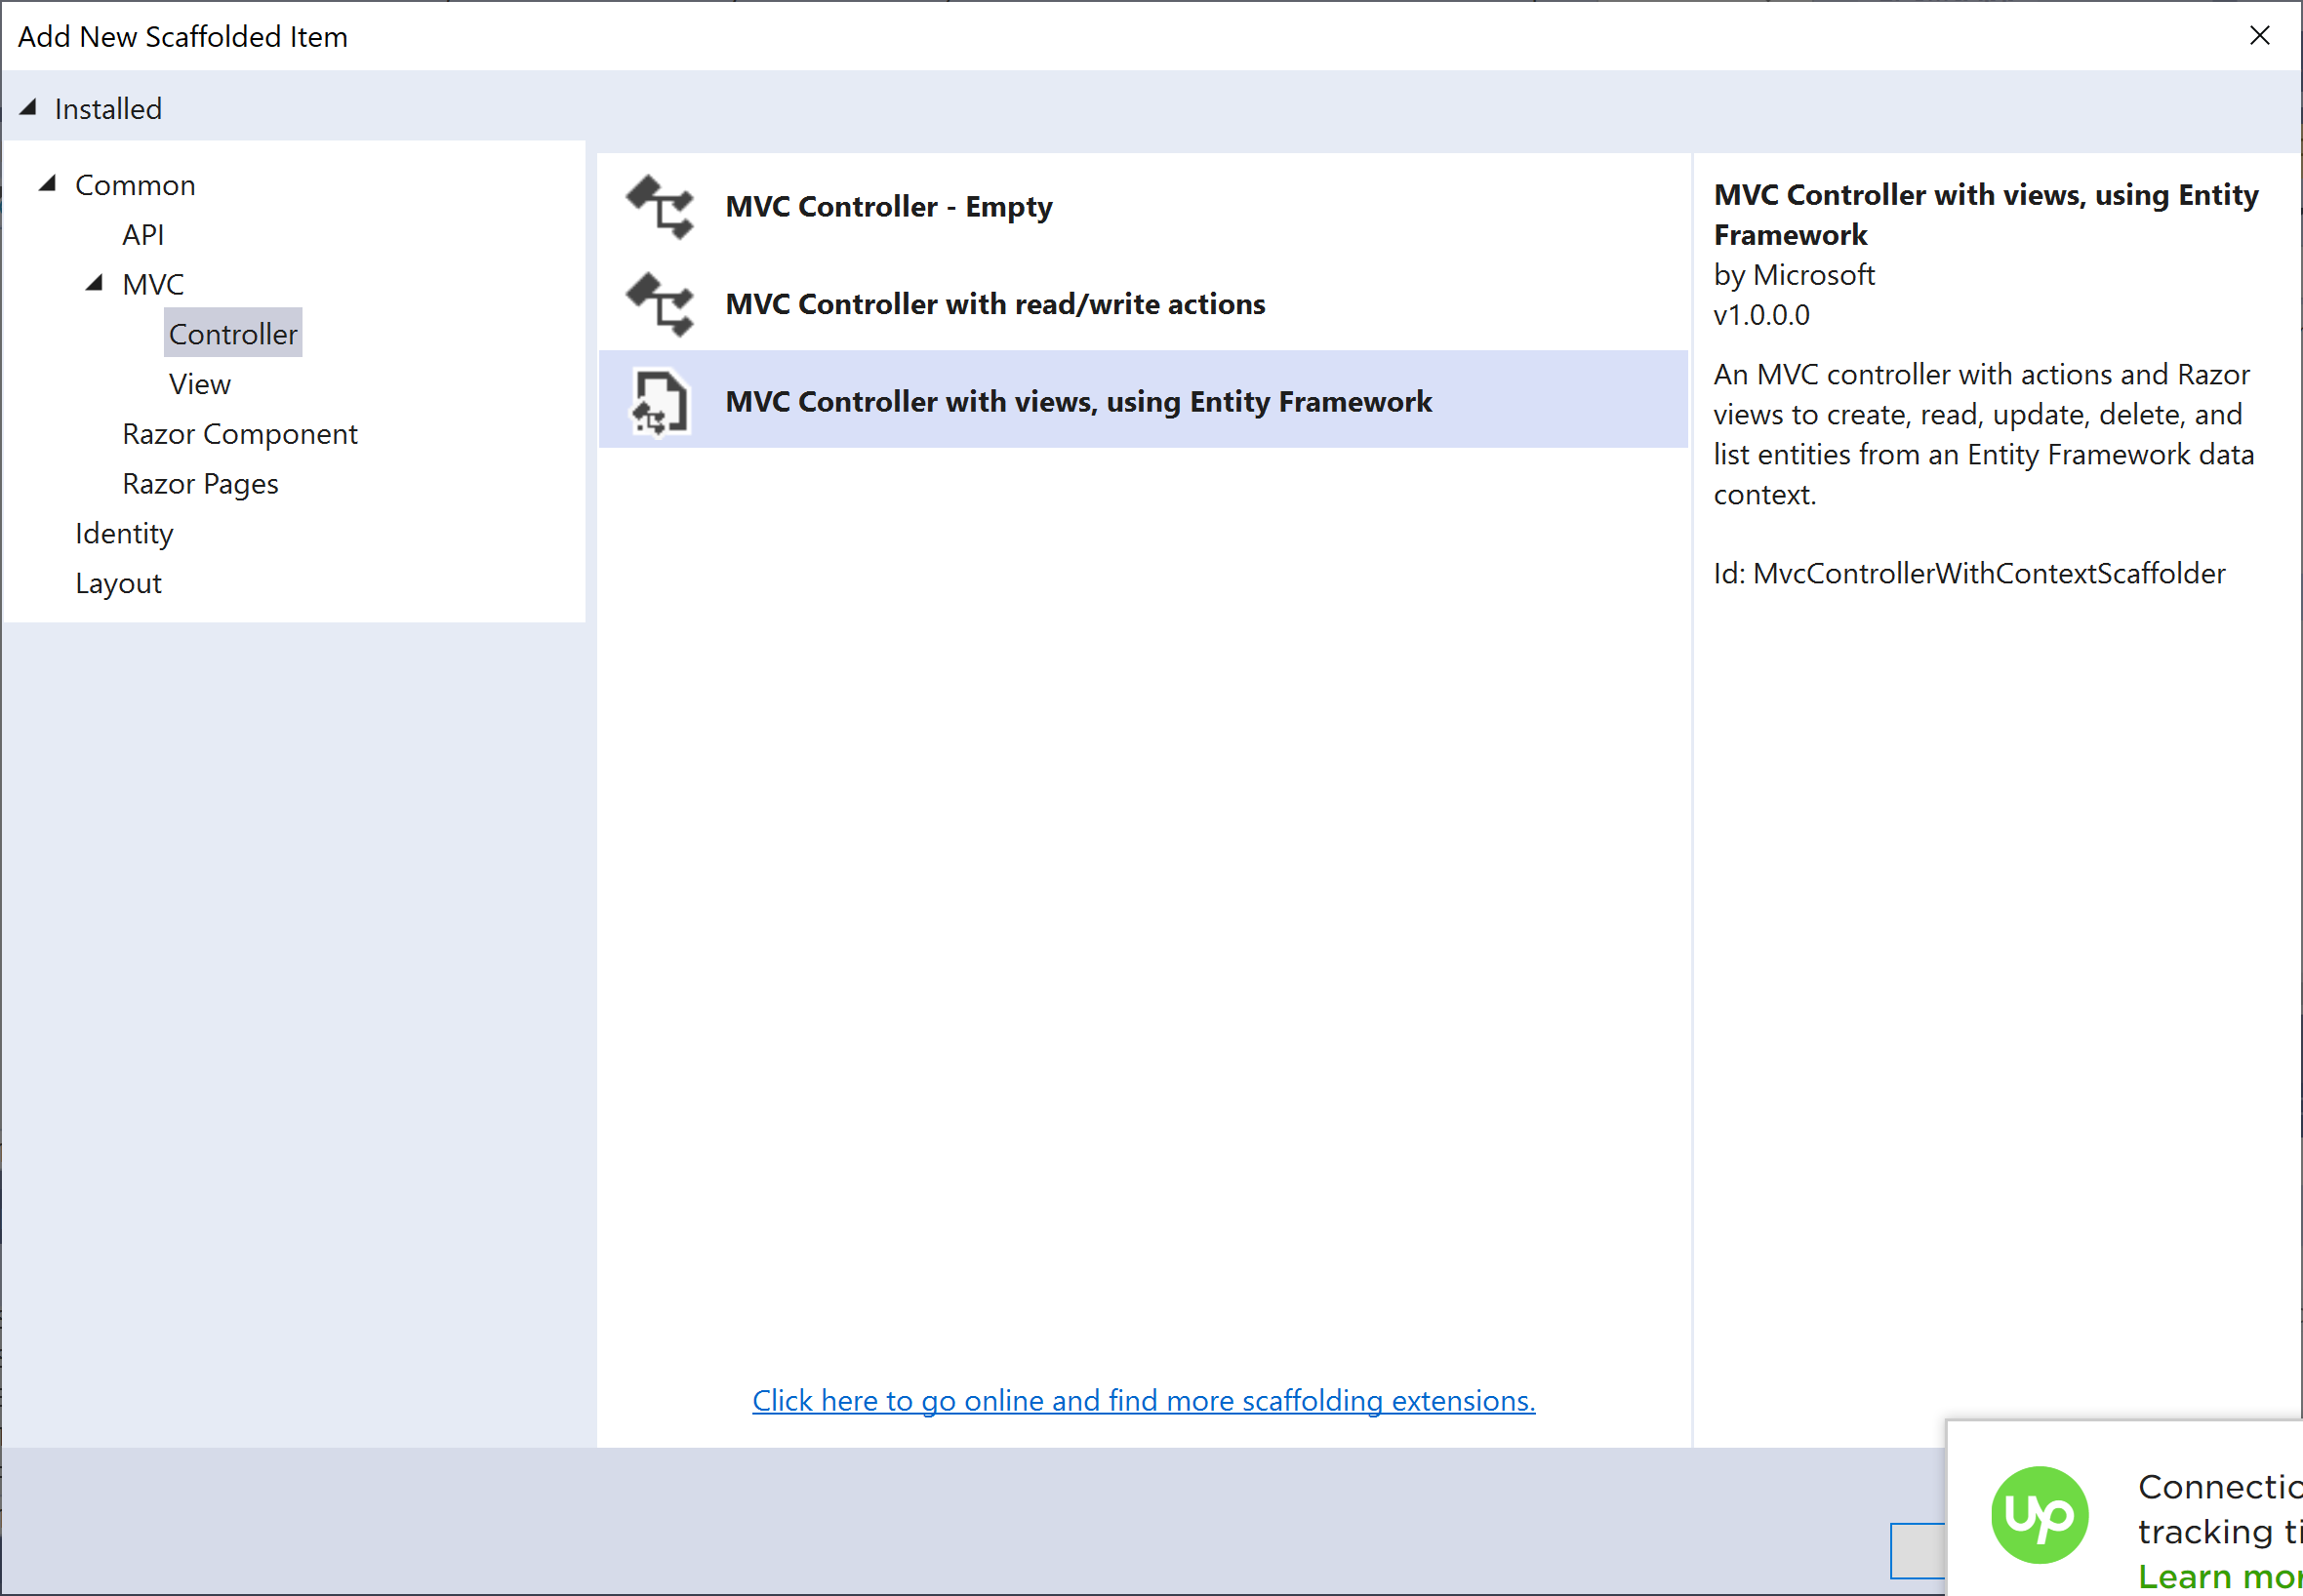 Add New Scaffolded Item
Installed
Common
API
MVC
Controller
View
Razor Component
Razor Pages
Identity
Layout
MVC Controller - Empty
MVC Controller with read/write actions
MVC Controller with views, using Entity Framework
Click here to go online and find more scaffolding extensions.
MVC Controller with views, using Entity
Framework
by Microsoft
v1.0.0.0
An MVC controller with actions and Razor
views to create, read, update, delete, and
list entities from an Entity Framework data
context.
Id: MvcControllerWithContextScaffolder
up
Connectio
tracking ti
Learn mor